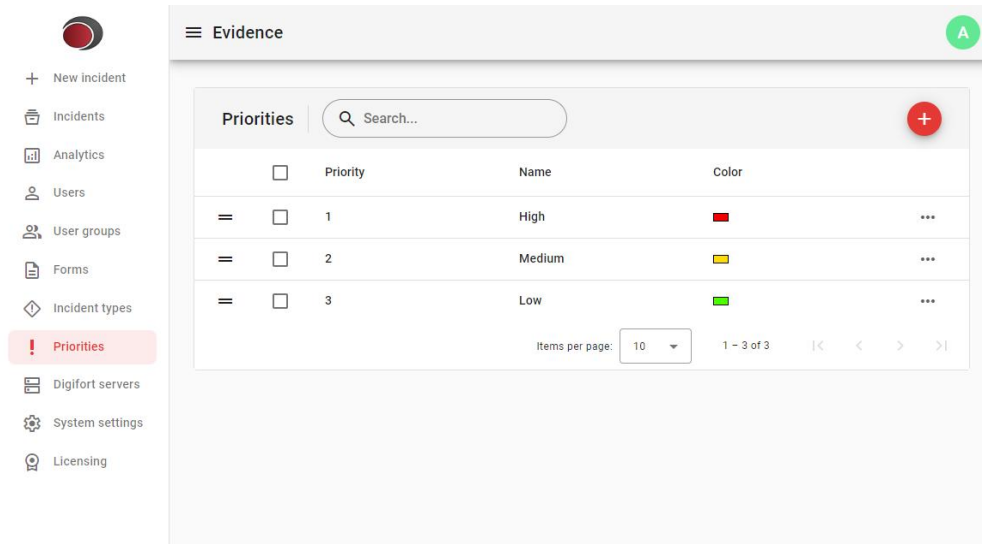 Evidence
A
New incident
Incidents
Analytics
Users
User groups
Forms
Incident types
Priorities
Digifort servers
System settings
Licensing
Priorities Search...
Priority Name Color
1 High
2 Medium
3 Low
Items per page: 10 1 – 3 of 3